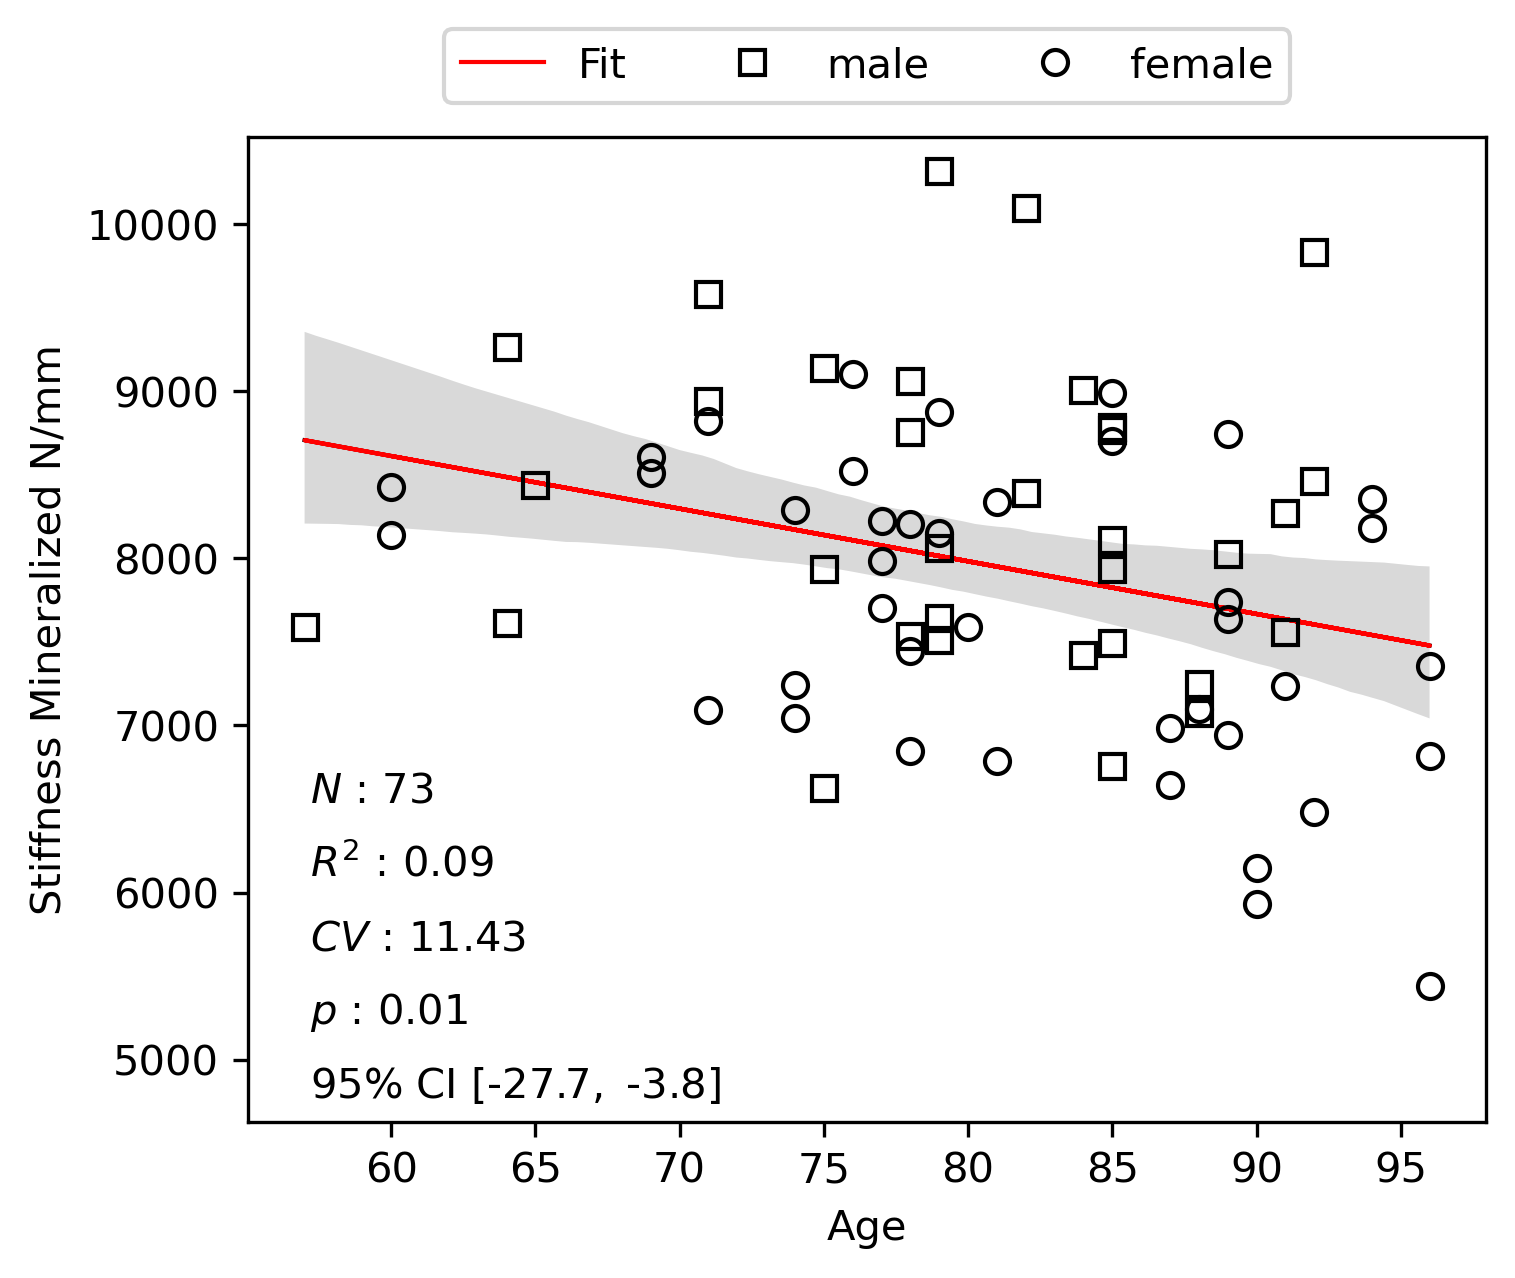 Fit male female
Stiffness Mineralized N/mm
10000
9000
8000
7000
6000
5000
N : 73
R² : 0.09
CV : 11.43
p : 0.01
95% CI [-27.7, -3.8]
60 65 70 75 80 85 90 95
Age